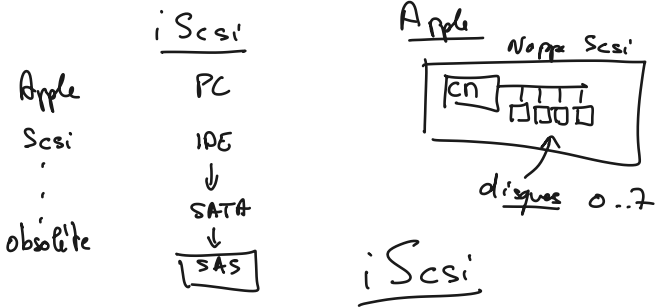 iScsi
Apple
PC
Scsi
IDE
SATA
obsolète
SAS
Apple
Nappe Scsi
cn
disques 0..7
iScsi